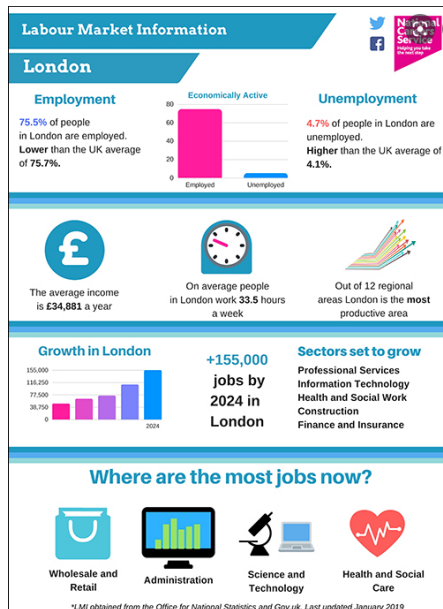 Labour Market Information
National
Service
Helping you take
the next step
London
Employment
75.5% of people
in London are employed.
Lower than the UK average
of 75.7%.
Economically Active
80
60
40
20
0
Employed
Unemployed
Unemployment
4.7% of people in London are
unemployed.
Higher than the UK average of
4.1%.
£
The average income
is £34,881 a year
On average people
in London work 33.5 hours
a week
Out of 12 regional
areas London is the most
productive area
Growth in London
155,000
116,250
77,500
38,750
0
2024
+155,000
jobs by
2024 in
London
Sectors set to grow
Professional Services
Information Technology
Health and Social Work
Construction
Finance and Insurance
Where are the most jobs now?
Wholesale and
Retail
Administration
Science and
Technology
Health and Social
Care
*LMI obtained from the Office for National Statistics and Gov.uk. Last updated January 2019